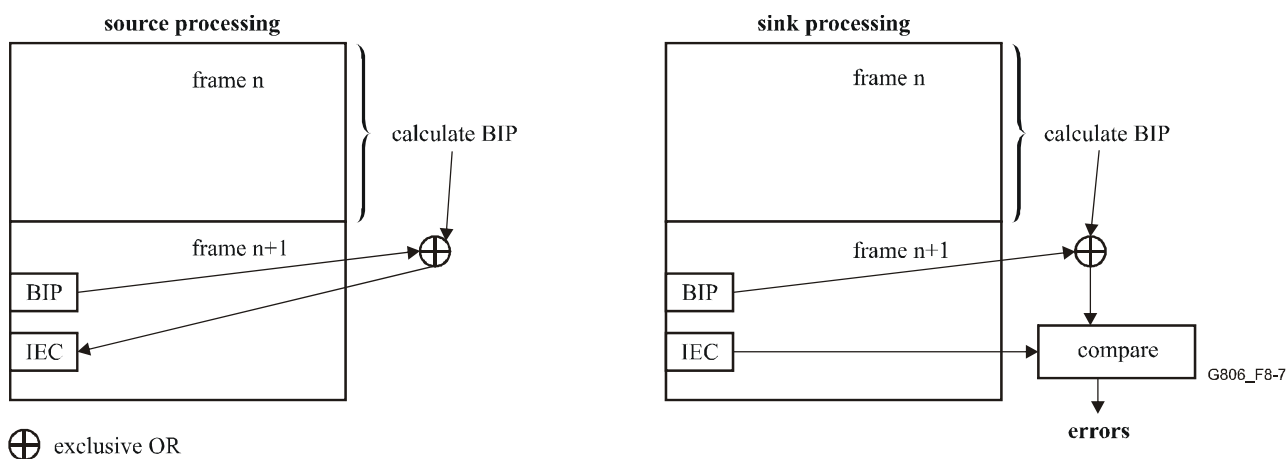 source processing
frame n
calculate BIP
frame n+1
BIP
IEC
exclusive OR
sink processing
frame n
calculate BIP
frame n+1
BIP
IEC
compare
G806_F8-7
errors